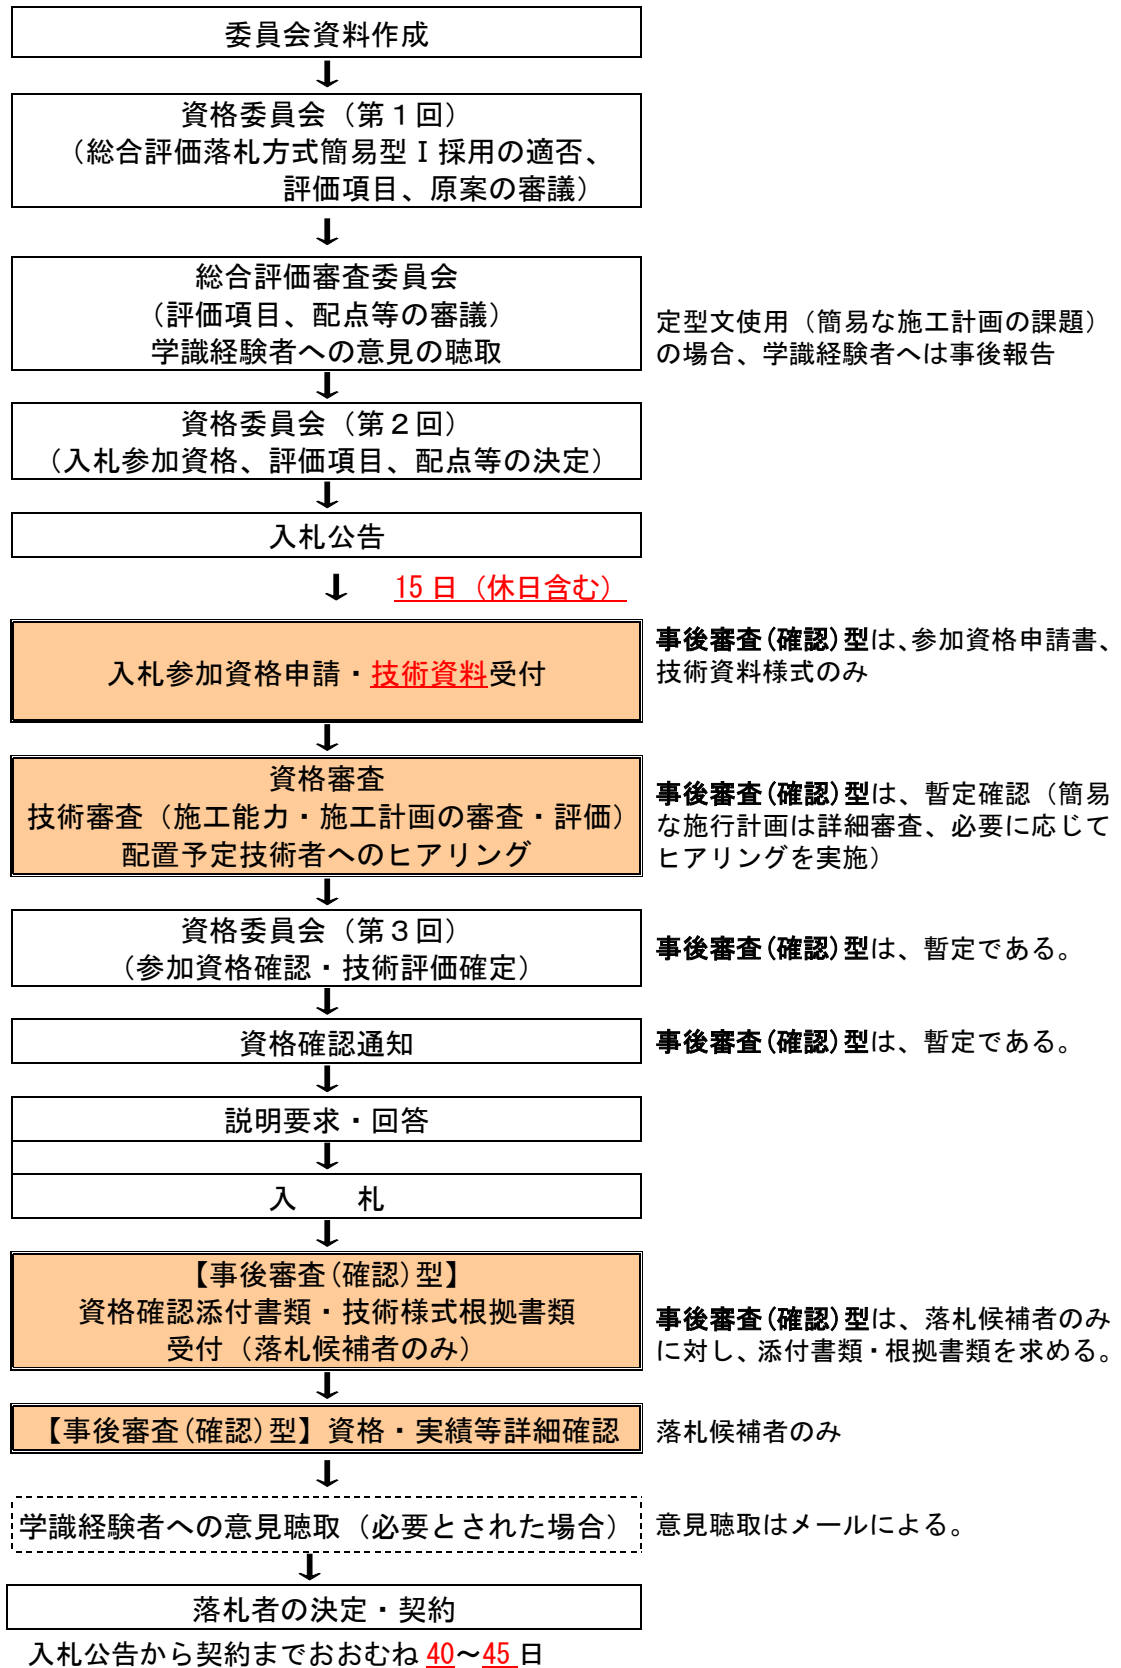 委員会資料作成
↓
資格委員会（第１回）
（総合評価落札方式簡易型Ⅰ採用の適否、
評価項目、原案の審議）
↓
総合評価審査委員会
（評価項目、配点等の審議）
学識経験者への意見の聴取
定型文使用（簡易な施工計画の課題）
の場合、学識経験者へは事後報告
↓
資格委員会（第２回）
（入札参加資格、評価項目、配点等の決定）
↓
入札公告
↓ 15日（休日含む）
入札参加資格申請・技術資料受付
事後審査(確認)型は、参加資格申請書、
技術資料様式のみ
↓
資格審査
技術審査（施工能力・施工計画の審査・評価）
配置予定技術者へのヒアリング
事後審査(確認)型は、暫定確認（簡易
な施行計画は詳細審査、必要に応じて
ヒアリングを実施）
↓
資格委員会（第３回）
（参加資格確認・技術評価確定）
事後審査(確認)型は、暫定である。
↓
資格確認通知
事後審査(確認)型は、暫定である。
↓
説明要求・回答
↓
入　　札
↓
【事後審査(確認)型】
資格確認添付書類・技術様式根拠書類
受付（落札候補者のみ）
事後審査(確認)型は、落札候補者のみ
に対し、添付書類・根拠書類を求める。
↓
【事後審査(確認)型】資格・実績等詳細確認
落札候補者のみ
↓
学識経験者への意見聴取（必要とされた場合）
意見聴取はメールによる。
↓
落札者の決定・契約
入札公告から契約までおおむね 40～45 日